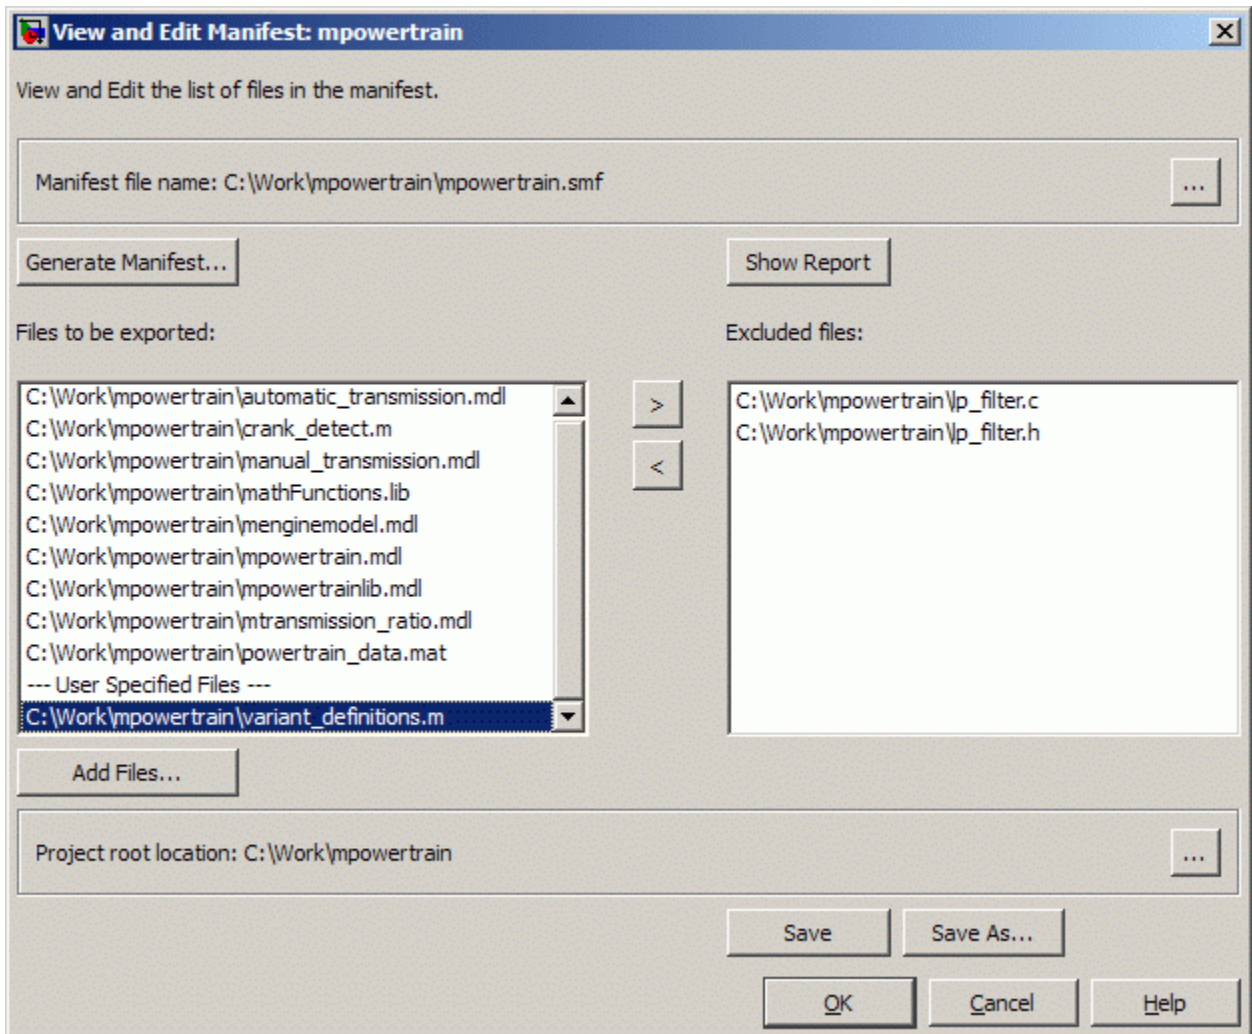 View and Edit Manifest: mpowertrain
View and Edit the list of files in the manifest.
Manifest file name: C:\Work\mpowertrain\mpowertrain.smf
...
Generate Manifest...
Show Report
Files to be exported:
Excluded files:
C:\Work\mpowertrain\automatic_transmission.mdl
C:\Work\mpowertrain\crank_detect.m
C:\Work\mpowertrain\manual_transmission.mdl
C:\Work\mpowertrain\mathFunctions.lib
C:\Work\mpowertrain\menginemodel.mdl
C:\Work\mpowertrain\mpowertrain.mdl
C:\Work\mpowertrain\mpowertrainlib.mdl
C:\Work\mpowertrain\mtransmission_ratio.mdl
C:\Work\mpowertrain\powertrain_data.mat
--- User Specified Files ---
C:\Work\mpowertrain\variant_definitions.m
>
<
C:\Work\mpowertrain\lp_filter.c
C:\Work\mpowertrain\lp_filter.h
Add Files...
Project root location: C:\Work\mpowertrain
...
Save
Save As...
OK
Cancel
Help